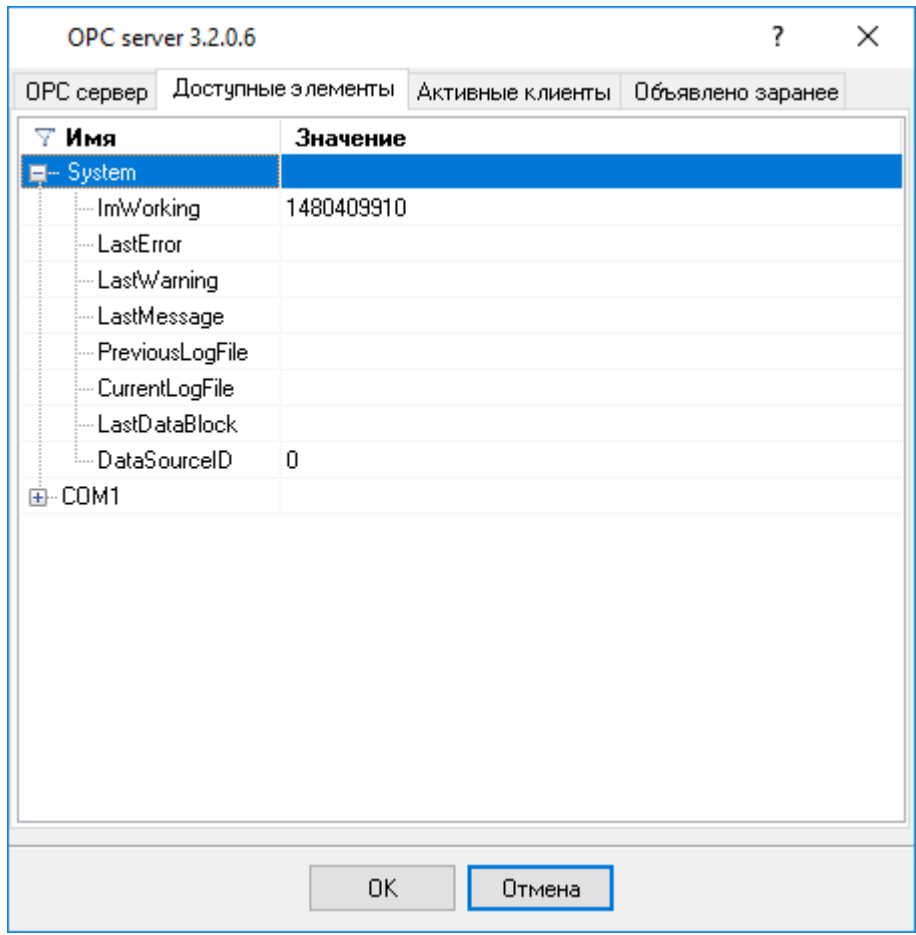 OPC server 3.2.0.6 ?
OPC сервер Доступные элементы Активные клиенты Объявлено заранее
Имя Значение
System
ImWorking 1480409910
LastError
LastWarning
LastMessage
PreviousLogFile
CurrentLogFile
LastDataBlock
DataSourceID 0
COM1
OK Отмена